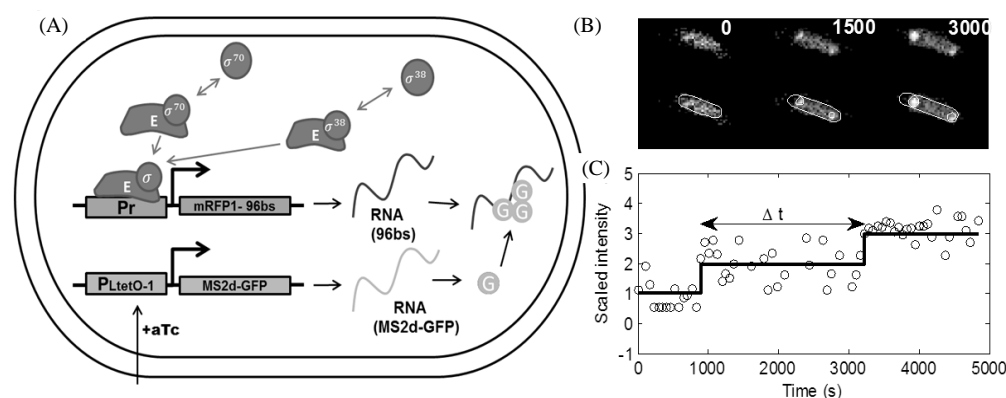 (A)
σ70
σ38
σ70
E
σ38
E
σ
E
Pr
mRFP1- 96bs
RNA
(96bs)
G
G
G
PLtetO-1
MS2d-GFP
RNA
(MS2d-GFP)
G
+aTc
(B)
0
1500
3000
(C)
5
4
3
2
1
0
-1
Scaled intensity
Δ t
0
1000
2000
3000
4000
5000
Time (s)